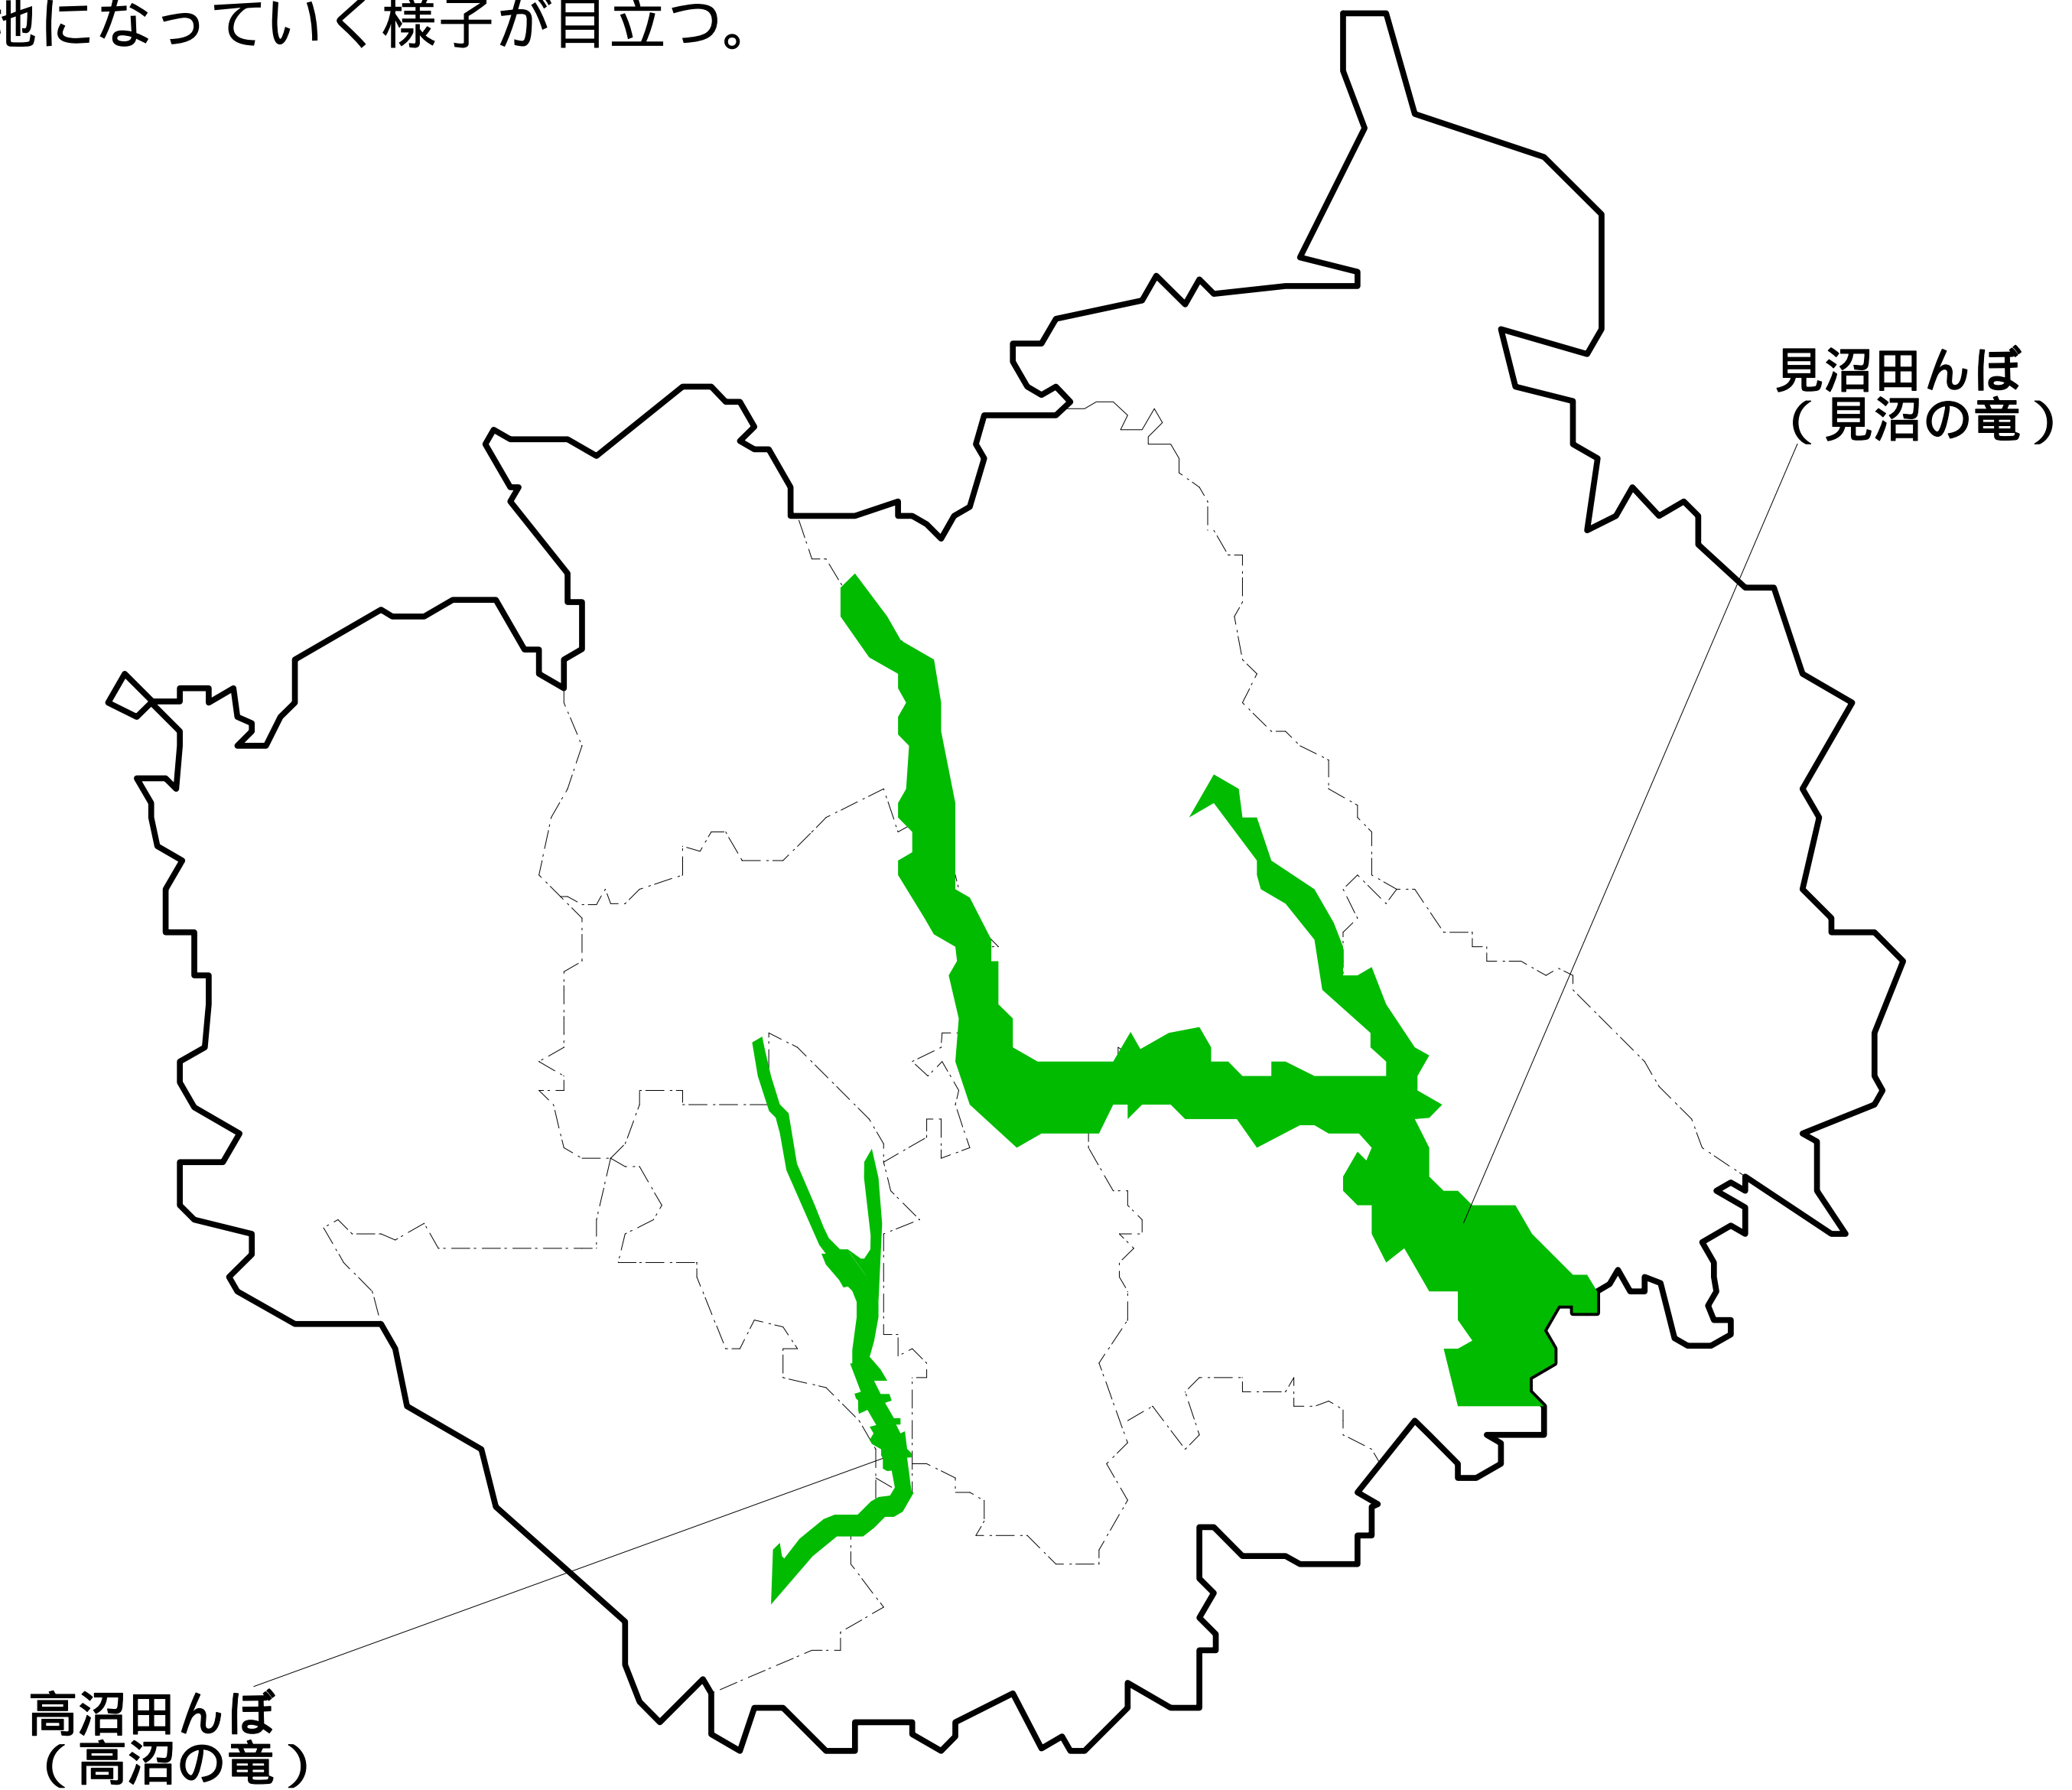 地になっていく様子が目立つ。
見沼田んぼ
（見沼の竜）
高沼田んぼ
（高沼の竜）